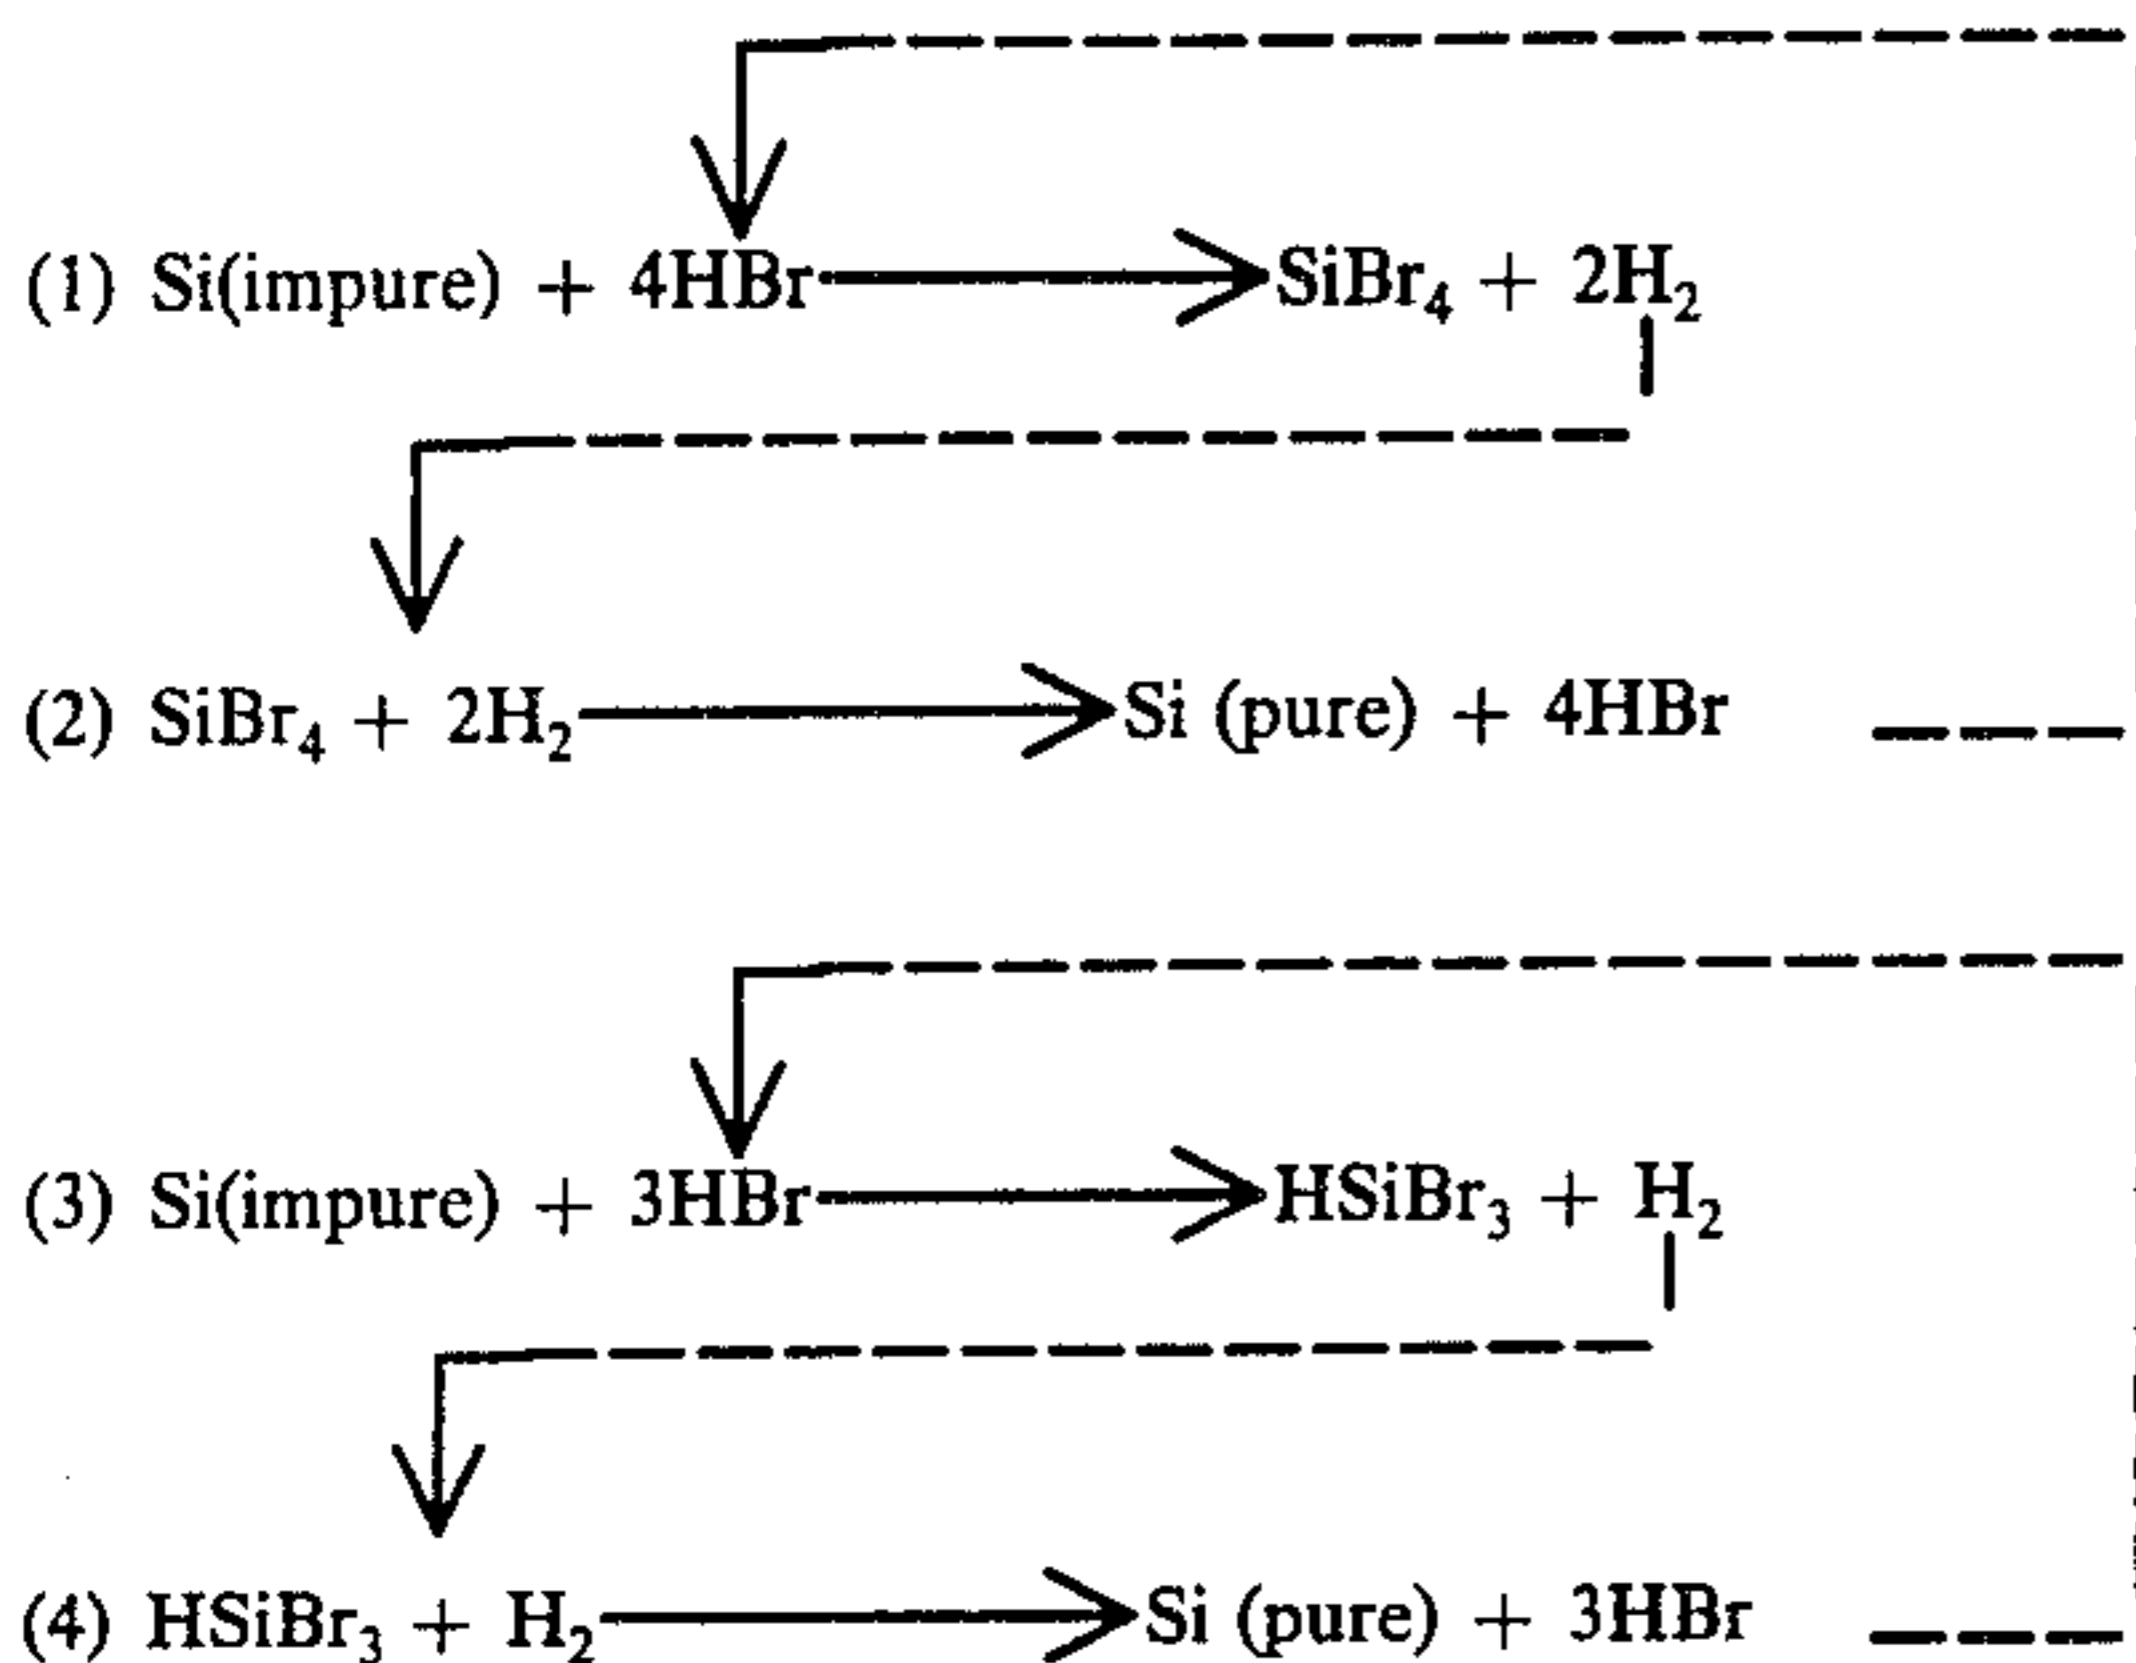 (1) Si(impure) + 4HBr ⟶ SiBr₄ + 2H₂
(2) SiBr₄ + 2H₂ ⟶ Si (pure) + 4HBr
(3) Si(impure) + 3HBr ⟶ HSiBr₃ + H₂
(4) HSiBr₃ + H₂ ⟶ Si (pure) + 3HBr